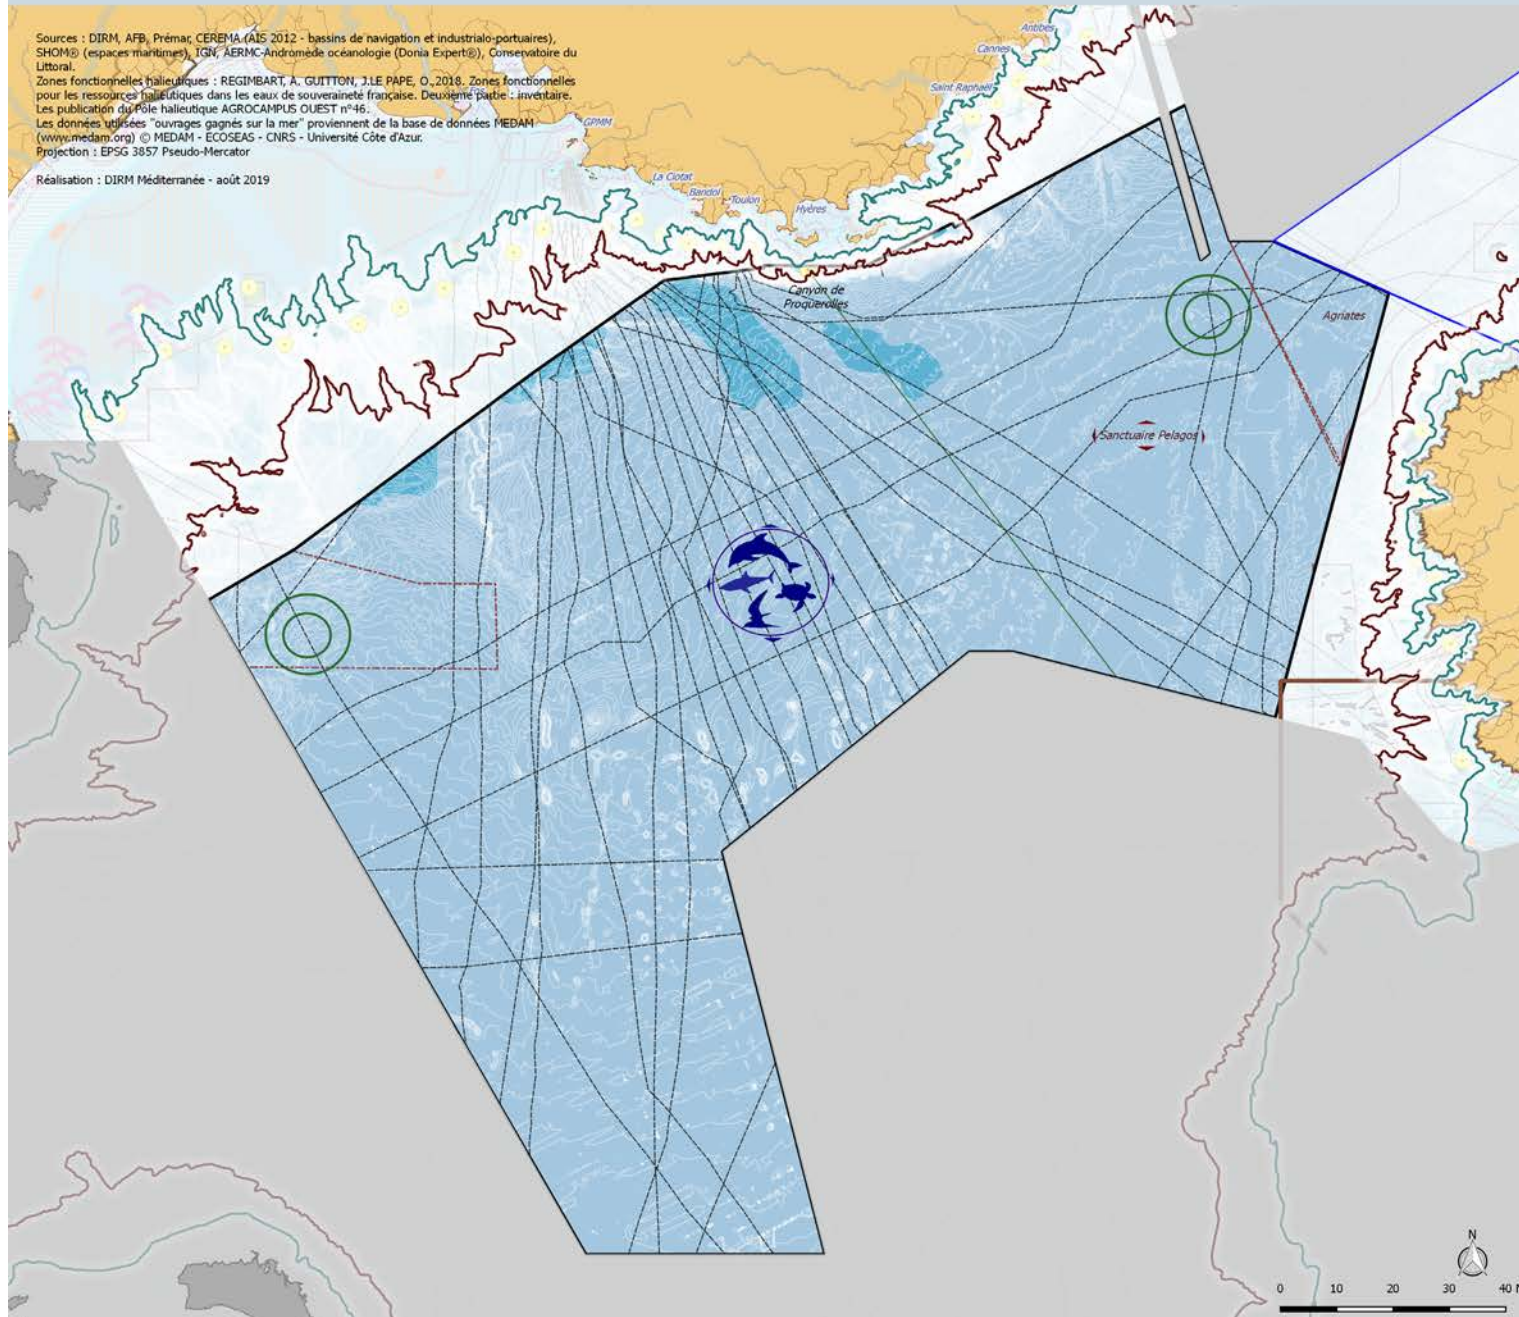 Sources : DIRM, AFB, Prémar, CEREMA (AIS 2012 - bassins de navigation et industrialo-portuaires),
SHOM® (espaces maritimes), IGN, AERMC-Andromède océanologie (Donia Expert®), Conservatoire du
Littoral.
Zones fonctionnelles halieutiques : REGIMBART, A. GUITTON, J.LE PAPE, O.,2018. Zones fonctionnelles
pour les ressources halieutiques dans les eaux de souveraineté française. Deuxième partie : inventaire.
Les publication du Pôle halieutique AGROCAMPUS OUEST n°46.
Les données utilisées "ouvrages gagnés sur la mer" proviennent de la base de données MEDAM
(www.medam.org) © MEDAM - ECOSEAS - CNRS - Université Côte d'Azur.
Projection : EPSG 3857 Pseudo-Mercator
Réalisation : DIRM Méditerranée - août 2019
Antibes
Cannes
Saint Raphaël
Fos
GPMM
La Ciotat
Bandol
Toulon
Hyères
Canyon de
Proquerolles
Agriates
Sanctuaire Pelagos
N
0 10 20 30 40